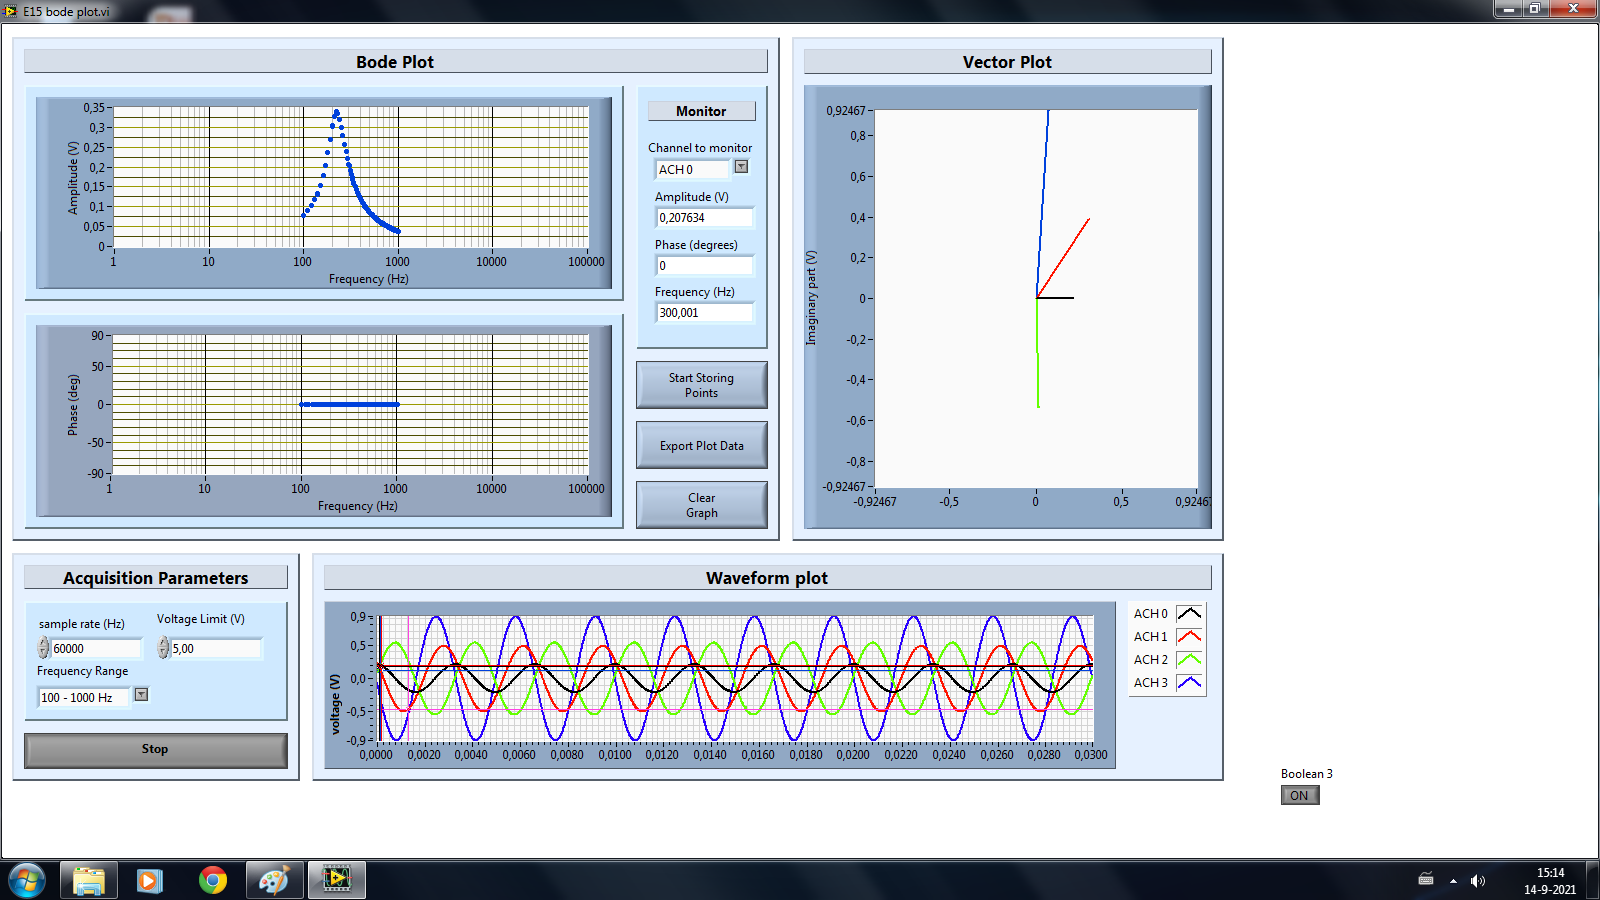 E15 bode plot.vi
Bode Plot
Amplitude (V)
0,35
0,3
0,25
0,2
0,15
0,1
0,05
0
1 10 100 1000 10000 100000
Frequency (Hz)
Phase (deg)
90
50
0
-50
-90
1 10 100 1000 10000 100000
Frequency (Hz)
Monitor
Channel to monitor
ACH 0
Amplitude (V)
0,207634
Phase (degrees)
0
Frequency (Hz)
300,001
Start Storing
Points
Export Plot Data
Clear
Graph
Vector Plot
Imaginary part (V)
0,92467
0,8
0,6
0,4
0,2
0
-0,2
-0,4
-0,6
-0,8
-0,92467
-0,92467 -0,5 0 0,5 0,92467
Acquisition Parameters
sample rate (Hz)
60000
Voltage Limit (V)
5,00
Frequency Range
100 - 1000 Hz
Stop
Waveform plot
voltage (V)
0,9
0,5
0,0
-0,5
-0,9
0,0000 0,0020 0,0040 0,0060 0,0080 0,0100 0,0120 0,0140 0,0160 0,0180 0,0200 0,0220 0,0240 0,0260 0,0280 0,0300
ACH 0
ACH 1
ACH 2
ACH 3
Boolean 3
ON
15:14
14-9-2021